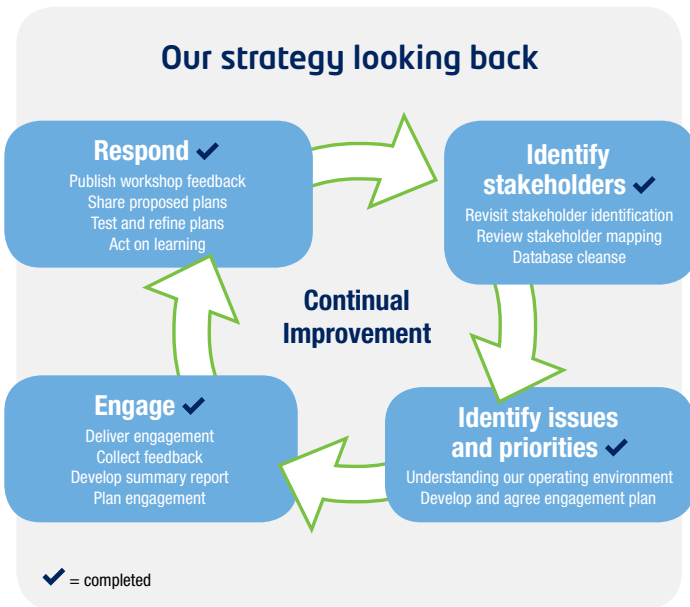 Our strategy looking back
Respond ✔
Publish workshop feedback
Share proposed plans
Test and refine plans
Act on learning
Identify
stakeholders ✔
Revisit stakeholder identification
Review stakeholder mapping
Database cleanse
Continual
Improvement
Engage ✔
Deliver engagement
Collect feedback
Develop summary report
Plan engagement
Identify issues
and priorities ✔
Understanding our operating environment
Develop and agree engagement plan
✔ = completed